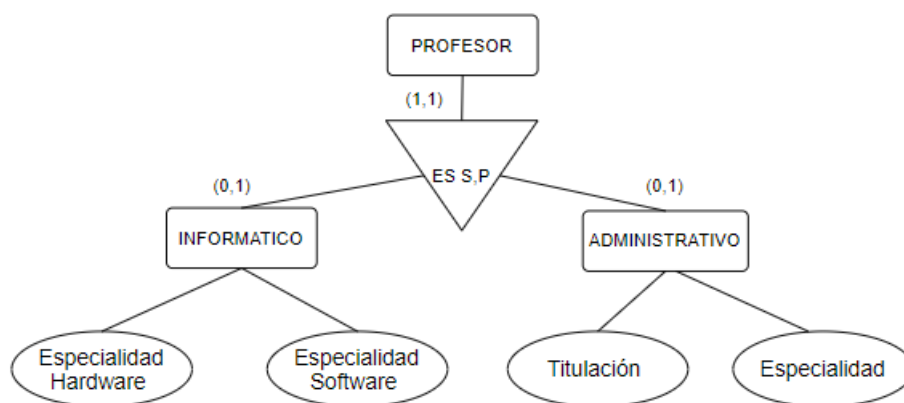 PROFESOR
(1,1)
ES S,P
(0,1)
(0,1)
INFORMATICO
ADMINISTRATIVO
Especialidad
Hardware
Especialidad
Software
Titulación
Especialidad